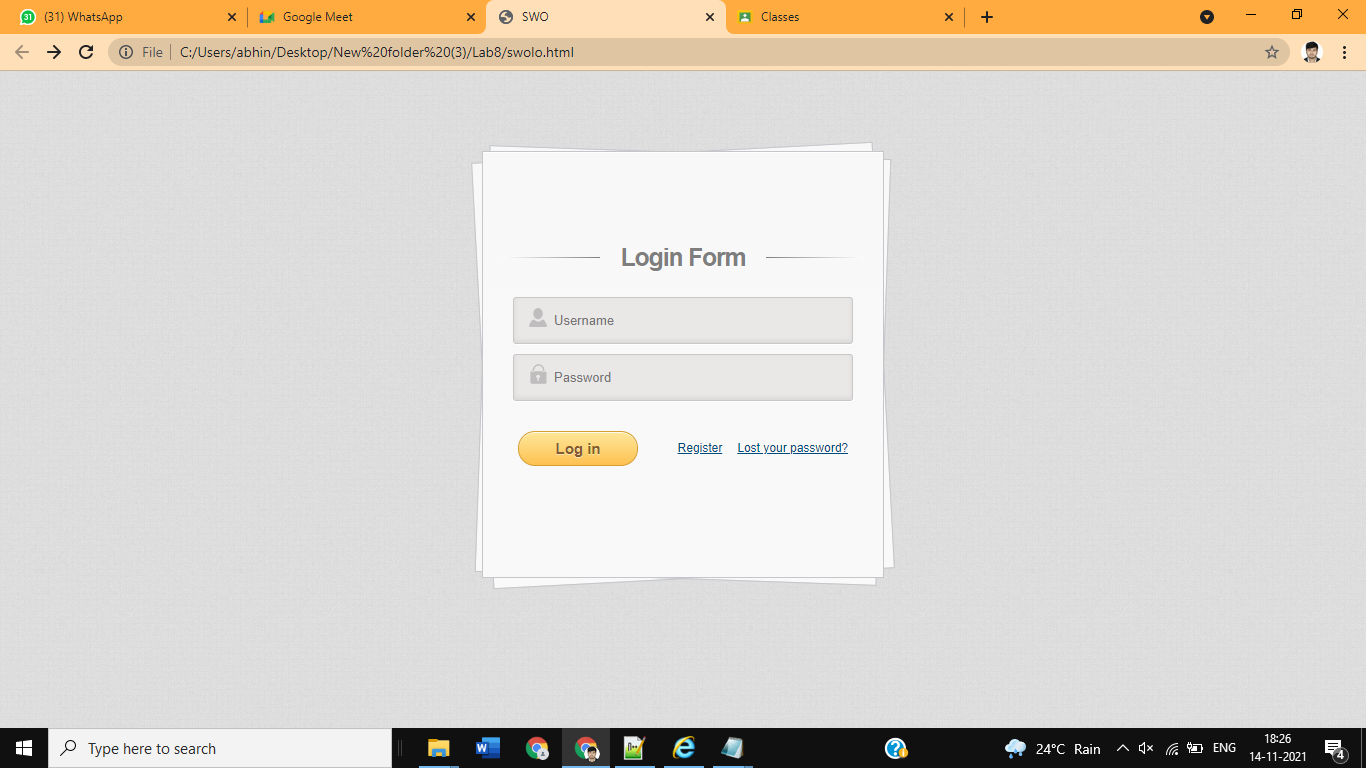 (31) WhatsApp
Google Meet
SWO
Classes
File
C:/Users/abhin/Desktop/New%20folder%20(3)/Lab8/swolo.html
Login Form
Username
Password
Log in
Register
Lost your password?
Type here to search
24°C Rain
ENG
18:26
14-11-2021
4